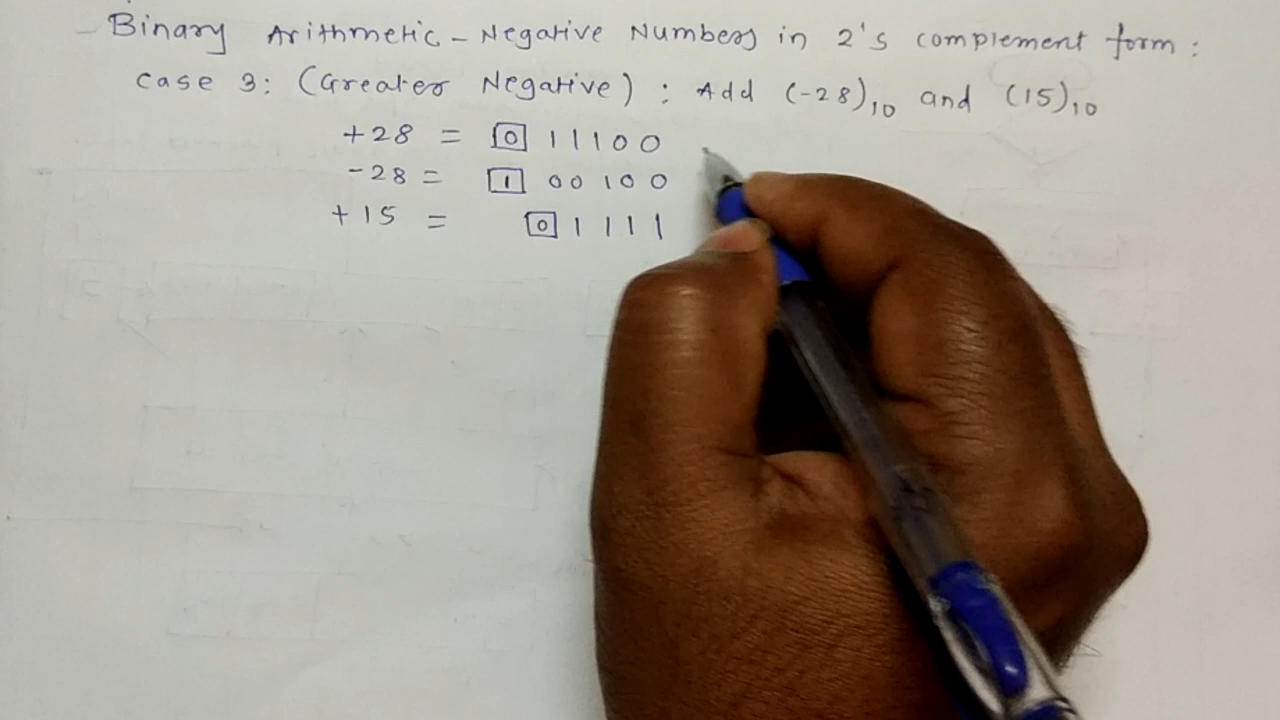 Binary Arithmetic - Negative Numbers in 2's complement form :
Case 3: (Greater Negative) : Add (-28)10 and (15)10
+28 = 0 11100
-28 = 1 00100
+15 = 0 1111